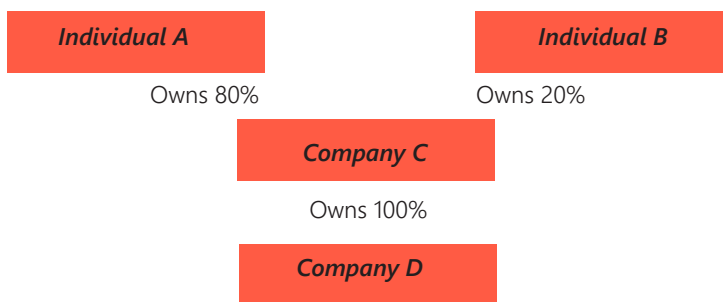 Individual A
Individual B
Owns 80%
Owns 20%
Company C
Owns 100%
Company D